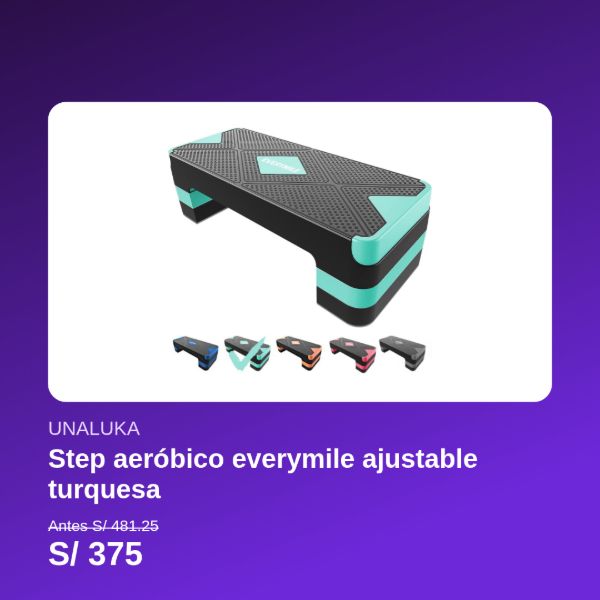 UNALUKA
Step aeróbico everymile ajustable
turquesa
Antes S/ 481.25
S/ 375